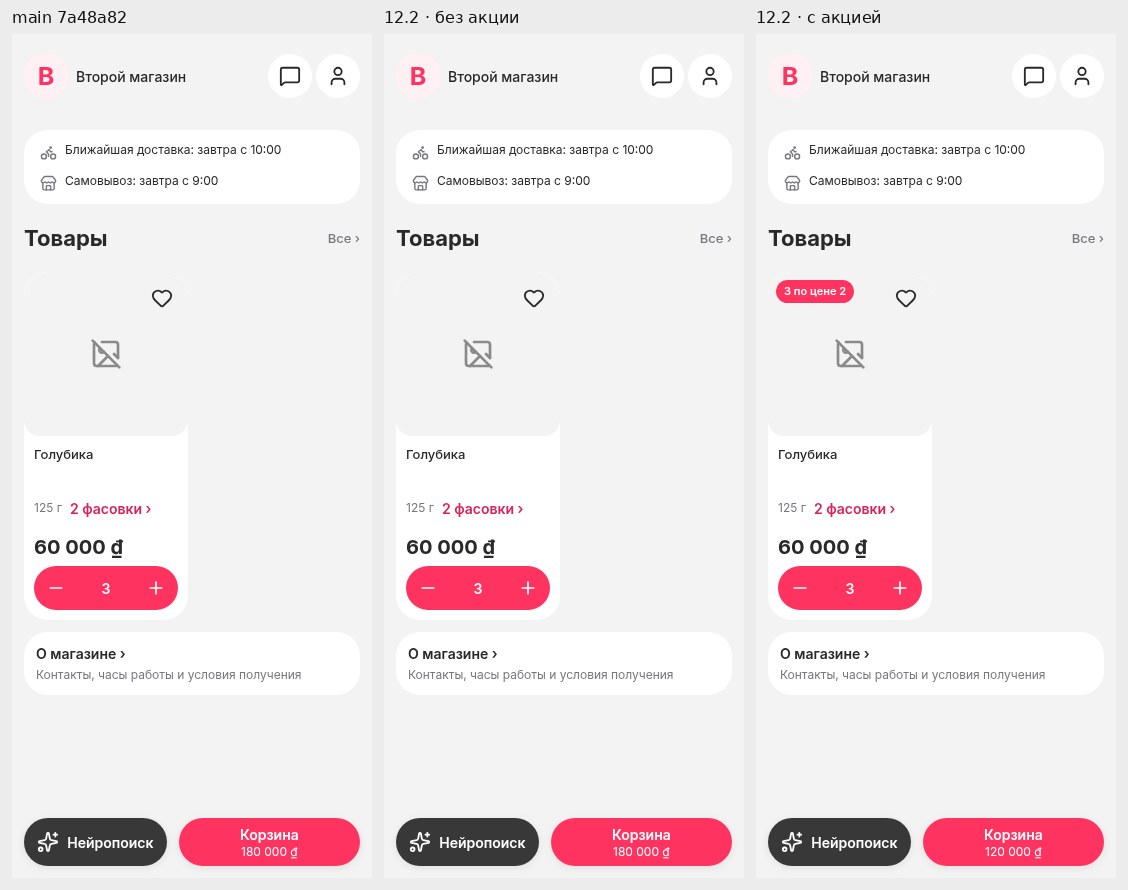 main 7a48a82
В
Второй магазин
Ближайшая доставка: завтра с 10:00
Самовывоз: завтра с 9:00
Товары
Все ›
Голубика
125 г 2 фасовки ›
60 000 ₫
3
О магазине ›
Контакты, часы работы и условия получения
Нейропоиск
Корзина
180 000 ₫
12.2 · без акции
В
Второй магазин
Ближайшая доставка: завтра с 10:00
Самовывоз: завтра с 9:00
Товары
Все ›
Голубика
125 г 2 фасовки ›
60 000 ₫
3
О магазине ›
Контакты, часы работы и условия получения
Нейропоиск
Корзина
180 000 ₫
12.2 · с акцией
В
Второй магазин
Ближайшая доставка: завтра с 10:00
Самовывоз: завтра с 9:00
Товары
Все ›
3 по цене 2
Голубика
125 г 2 фасовки ›
60 000 ₫
3
О магазине ›
Контакты, часы работы и условия получения
Нейропоиск
Корзина
120 000 ₫